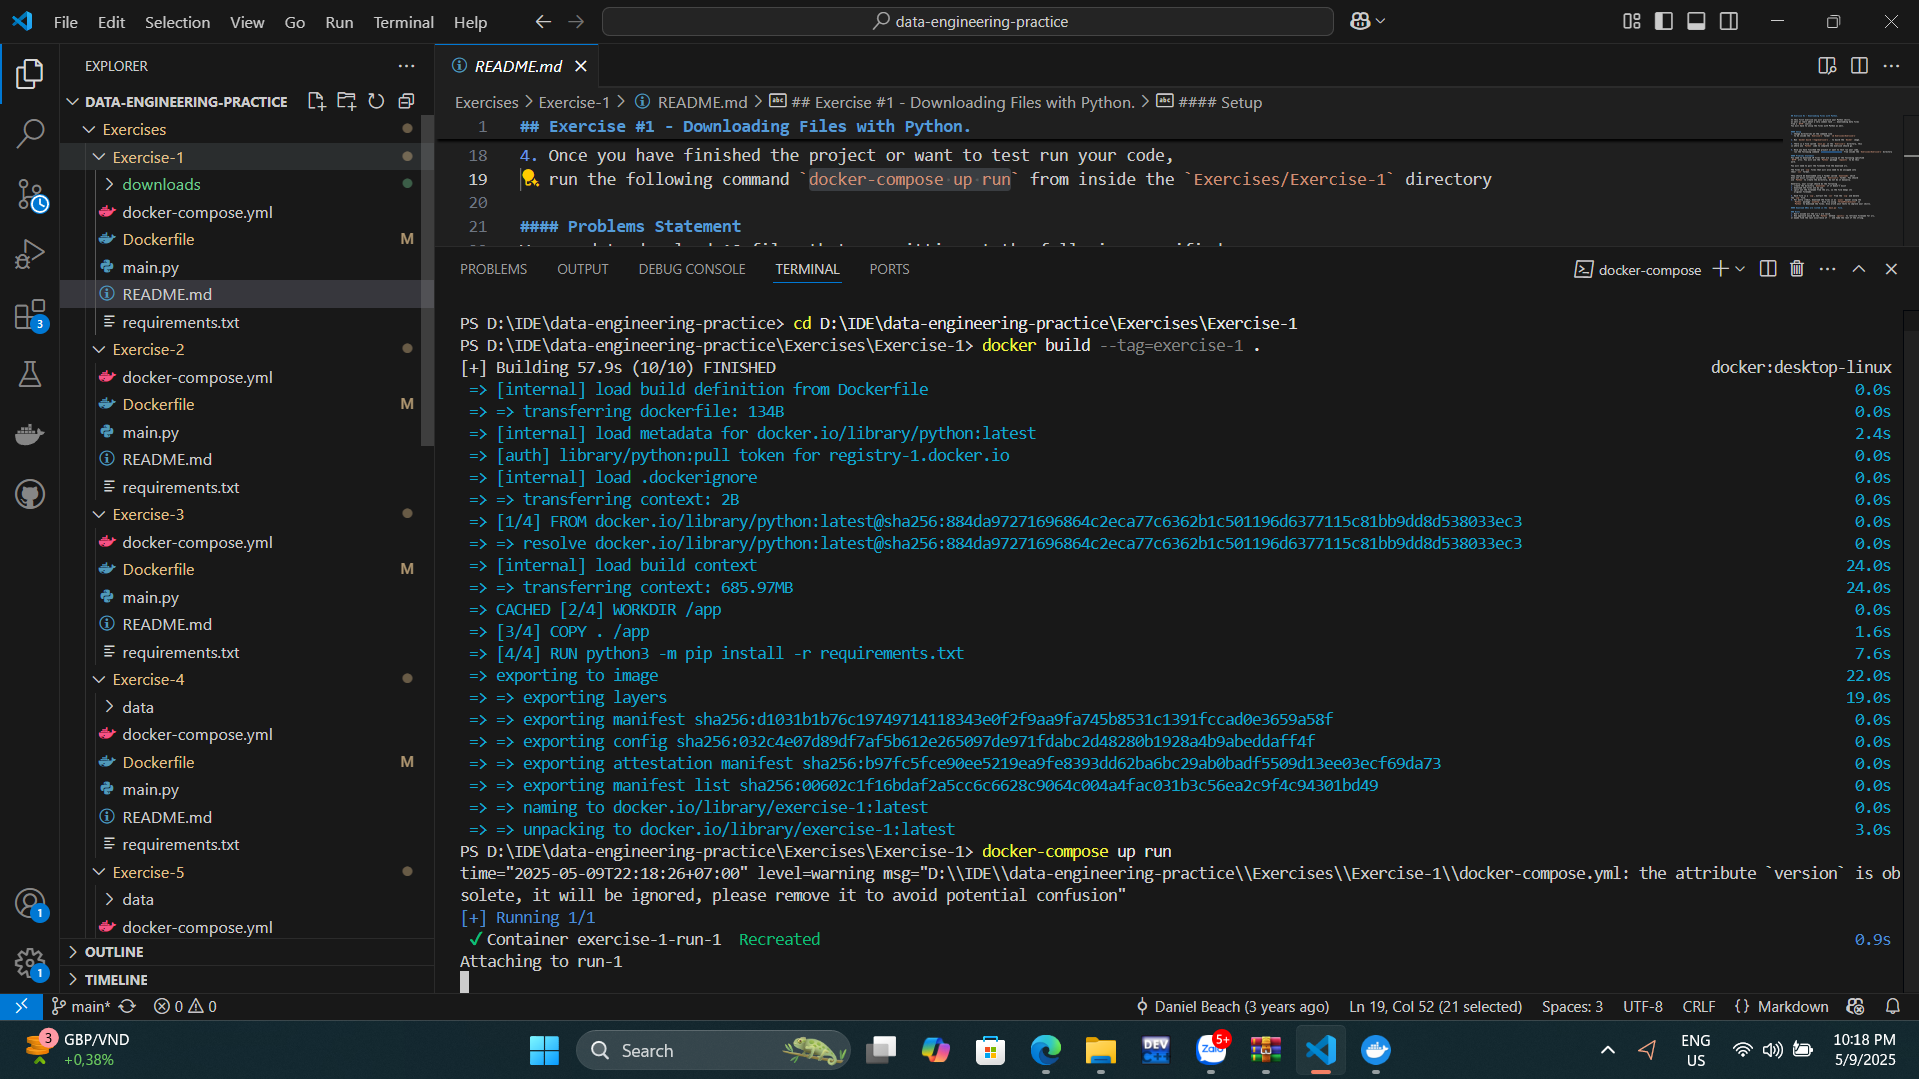 File Edit Selection View Go Run Terminal Help
data-engineering-practice
EXPLORER
DATA-ENGINEERING-PRACTICE
Exercises
Exercise-1
downloads
docker-compose.yml
Dockerfile M
main.py
README.md
requirements.txt
Exercise-2
docker-compose.yml
Dockerfile M
main.py
README.md
requirements.txt
Exercise-3
docker-compose.yml
Dockerfile M
main.py
README.md
requirements.txt
Exercise-4
data
docker-compose.yml
Dockerfile M
main.py
README.md
requirements.txt
Exercise-5
data
docker-compose.yml
OUTLINE
TIMELINE
3
1
1
README.md
Exercises > Exercise-1 > README.md > ## Exercise #1 - Downloading Files with Python. > #### Setup
1 ## Exercise #1 - Downloading Files with Python.
18 4. Once you have finished the project or want to test run your code,
19 run the following command `docker-compose up run` from inside the `Exercises/Exercise-1` directory
20
21 #### Problems Statement
PROBLEMS OUTPUT DEBUG CONSOLE TERMINAL PORTS
docker-compose
PS D:\IDE\data-engineering-practice> cd D:\IDE\data-engineering-practice\Exercises\Exercise-1
PS D:\IDE\data-engineering-practice\Exercises\Exercise-1> docker build --tag=exercise-1 .
[+] Building 57.9s (10/10) FINISHED docker:desktop-linux
=> [internal] load build definition from Dockerfile 0.0s
=> => transferring dockerfile: 134B 0.0s
=> [internal] load metadata for docker.io/library/python:latest 2.4s
=> [auth] library/python:pull token for registry-1.docker.io 0.0s
=> [internal] load .dockerignore 0.0s
=> => transferring context: 2B 0.0s
=> [1/4] FROM docker.io/library/python:latest@sha256:884da97271696864c2eca77c6362b1c501196d6377115c81bb9dd8d538033ec3 0.0s
=> => resolve docker.io/library/python:latest@sha256:884da97271696864c2eca77c6362b1c501196d6377115c81bb9dd8d538033ec3 0.0s
=> [internal] load build context 24.0s
=> => transferring context: 685.97MB 24.0s
=> CACHED [2/4] WORKDIR /app 0.0s
=> [3/4] COPY . /app 1.6s
=> [4/4] RUN python3 -m pip install -r requirements.txt 7.6s
=> exporting to image 22.0s
=> => exporting layers 19.0s
=> => exporting manifest sha256:d1031b1b76c19749714118343e0f2f9aa9fa745b8531c1391fccad0e3659a58f 0.0s
=> => exporting config sha256:032c4e07d89df7af5b612e265097de971fdabc2d48280b1928a4b9abeddaff4f 0.0s
=> => exporting attestation manifest sha256:b97fc5fce90ee5219ea9fe8393dd62ba6bc29ab0badf5509d13ee03ecf69da73 0.0s
=> => exporting manifest list sha256:00602c1f16bdaf2a5cc6c6628c9064c004a4fac031b3c56ea2c9f4c94301bd49 0.0s
=> => naming to docker.io/library/exercise-1:latest 0.0s
=> => unpacking to docker.io/library/exercise-1:latest 3.0s
PS D:\IDE\data-engineering-practice\Exercises\Exercise-1> docker-compose up run
time="2025-05-09T22:18:26+07:00" level=warning msg="D:\\IDE\\data-engineering-practice\\Exercises\\Exercise-1\\docker-compose.yml: the attribute `version` is ob
solete, it will be ignored, please remove it to avoid potential confusion"
[+] Running 1/1
✓Container exercise-1-run-1 Recreated 0.9s
Attaching to run-1
main* 0 0 Daniel Beach (3 years ago) Ln 19, Col 52 (21 selected) Spaces: 3 UTF-8 CRLF {} Markdown
3 GBP/VND
+0,38%
Search
DEV
Zalo
5+
ENG
US
10:18 PM
5/9/2025